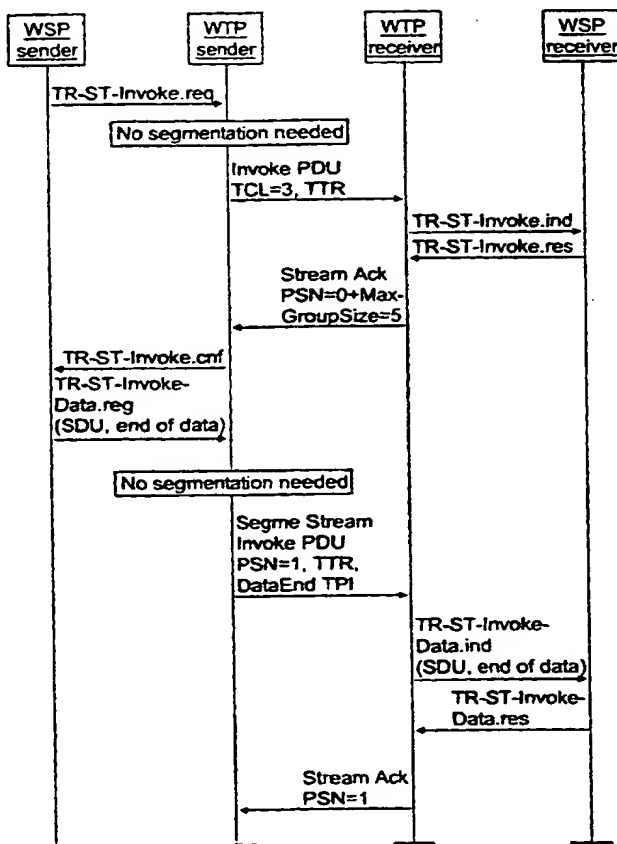 WSP
sender
WTP
sender
WTP
receiver
WSP
receiver
TR-ST-Invoke.req
No segmentation needed
Invoke PDU
TCL=3, TTR
TR-ST-Invoke.ind
TR-ST-Invoke.res
Stream Ack
PSN=0+Max-
GroupSize=5
TR-ST-Invoke.cnf
TR-ST-Invoke-
Data.reg
(SDU, end of data)
No segmentation needed
Segme Stream
Invoke PDU
PSN=1, TTR,
DataEnd TPI
TR-ST-Invoke-
Data.ind
(SDU, end of data)
TR-ST-Invoke-
Data.res
Stream Ack
PSN=1